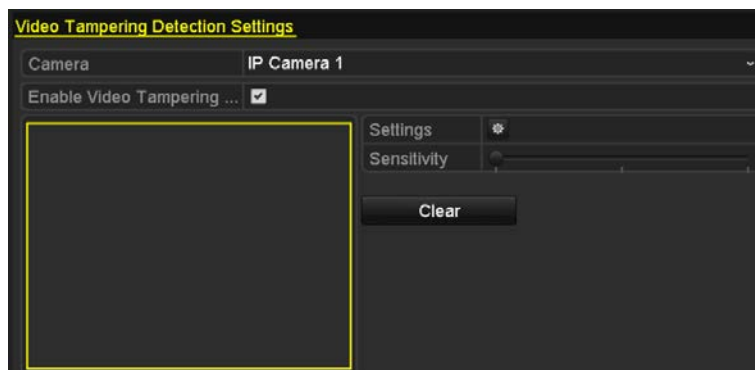 Video Tampering Detection Settings
Camera IP Camera 1
Enable Video Tampering ...
Settings
Sensitivity
Clear